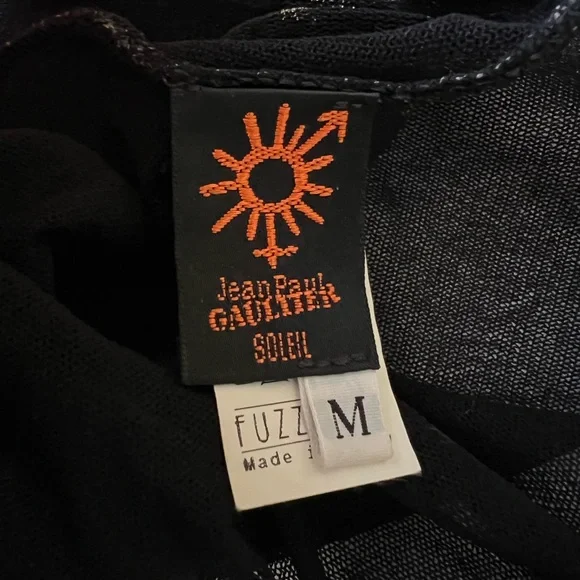 Jean Paul
GAULTIER
SOLEIL
FUZZ
M
Made i